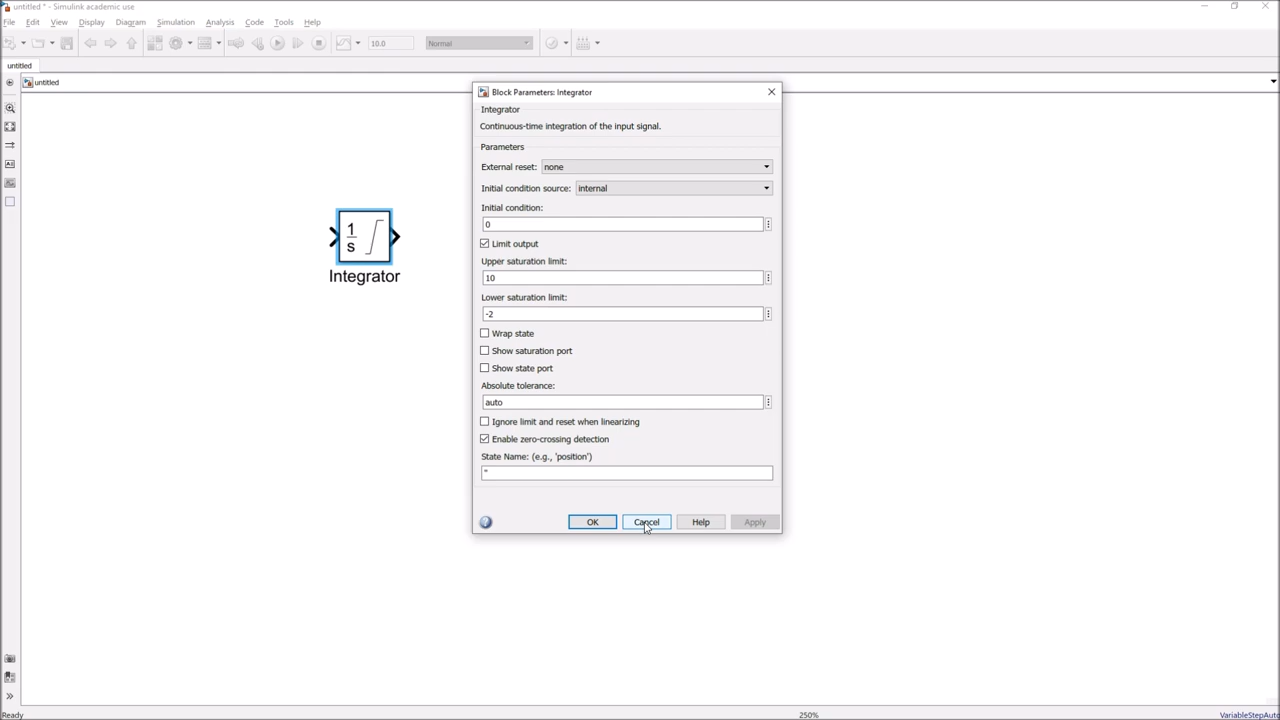 untitled * - Simulink academic use
File Edit View Display Diagram Simulation Analysis Code Tools Help
10.0 Normal
untitled
untitled
Block Parameters: Integrator
Integrator
Continuous-time integration of the input signal.
Parameters
External reset: none
Initial condition source: internal
Initial condition:
0
Limit output
Upper saturation limit:
10
Lower saturation limit:
-2
Wrap state
Show saturation port
Show state port
Absolute tolerance:
auto
Ignore limit and reset when linearizing
Enable zero-crossing detection
State Name: (e.g., 'position')
''
OK Cancel Help Apply
1
s
Integrator
Ready 250% VariableStepAuto